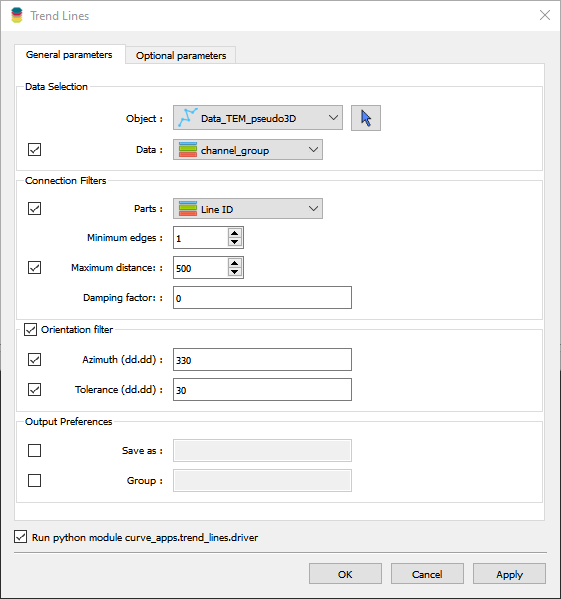 Trend Lines
General parameters
Optional parameters
Data Selection
Object :
Data_TEM_pseudo3D
Data :
channel_group
Connection Filters
Parts :
Line ID
Minimum edges :
1
Maximum distance: :
500
Damping factor: :
0
Orientation filter
Azimuth (dd.dd) :
330
Tolerance (dd.dd) :
30
Output Preferences
Save as :
Group :
Run python module curve_apps.trend_lines.driver
OK
Cancel
Apply